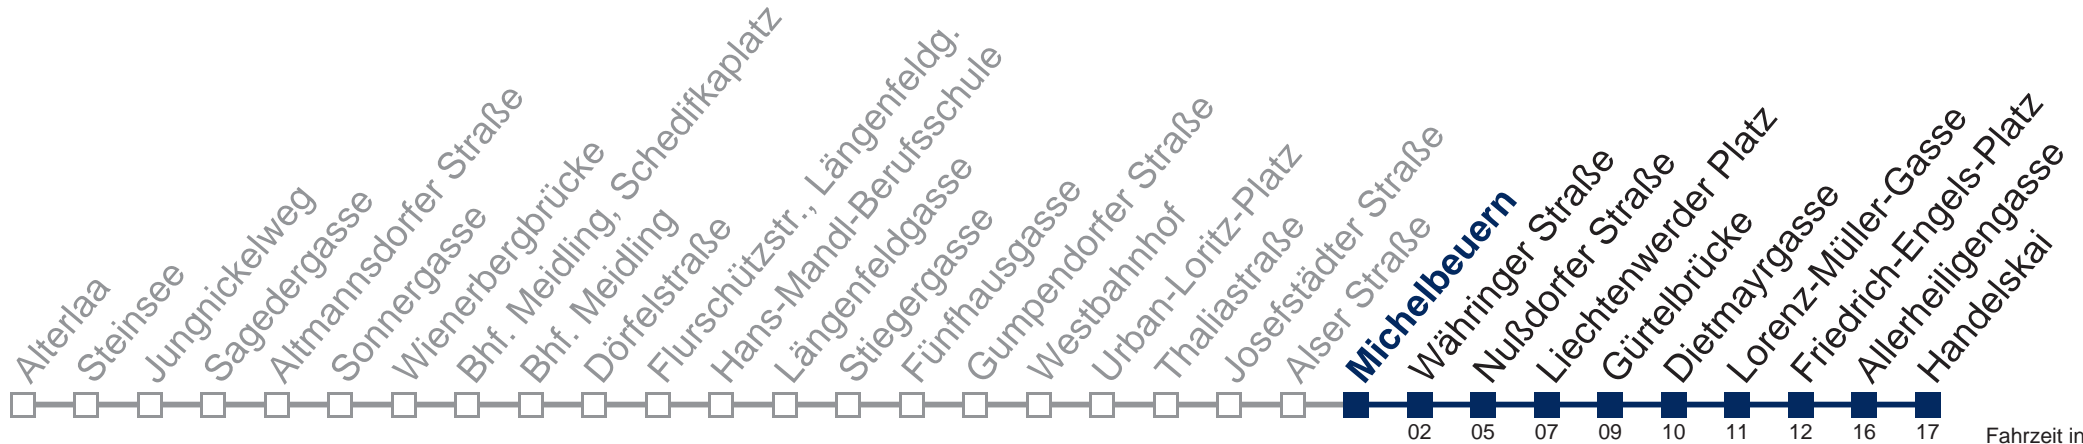 Alterlaa
Steinsee
Jungnickelweg
Sagedergasse
Altmannsdorfer Straße
Sonnergasse
Wienerbergbrücke
Bhf. Meidling, Schedifkaplatz
Bhf. Meidling
Dörfelstraße
Flurschützstr., Längenfeldg.
Hans-Mandl-Berufsschule
Längenfeldgasse
Stiegergasse
Fünfhausgasse
Gumpendorfer Straße
Westbahnhof
Urban-Loritz-Platz
Thaliastraße
Josefstädter Straße
Alser Straße
Michelbeuern
Währinger Straße
Nußdorfer Straße
Liechtenwerder Platz
Gürtelbrücke
Dietmayrgasse
Lorenz-Müller-Gasse
Friedrich-Engels-Platz
Allerheiligengasse
Handelskai
02 05 07 09 10 11 12 16 17
Fahrzeit in